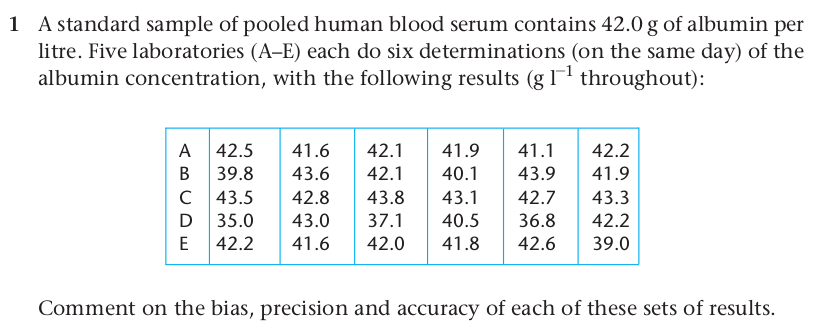 1 A standard sample of pooled human blood serum contains 42.0 g of albumin per
litre. Five laboratories (A–E) each do six determinations (on the same day) of the
albumin concentration, with the following results (g l⁻¹ throughout):
A 42.5 41.6 42.1 41.9 41.1 42.2
B 39.8 43.6 42.1 40.1 43.9 41.9
C 43.5 42.8 43.8 43.1 42.7 43.3
D 35.0 43.0 37.1 40.5 36.8 42.2
E 42.2 41.6 42.0 41.8 42.6 39.0
Comment on the bias, precision and accuracy of each of these sets of results.